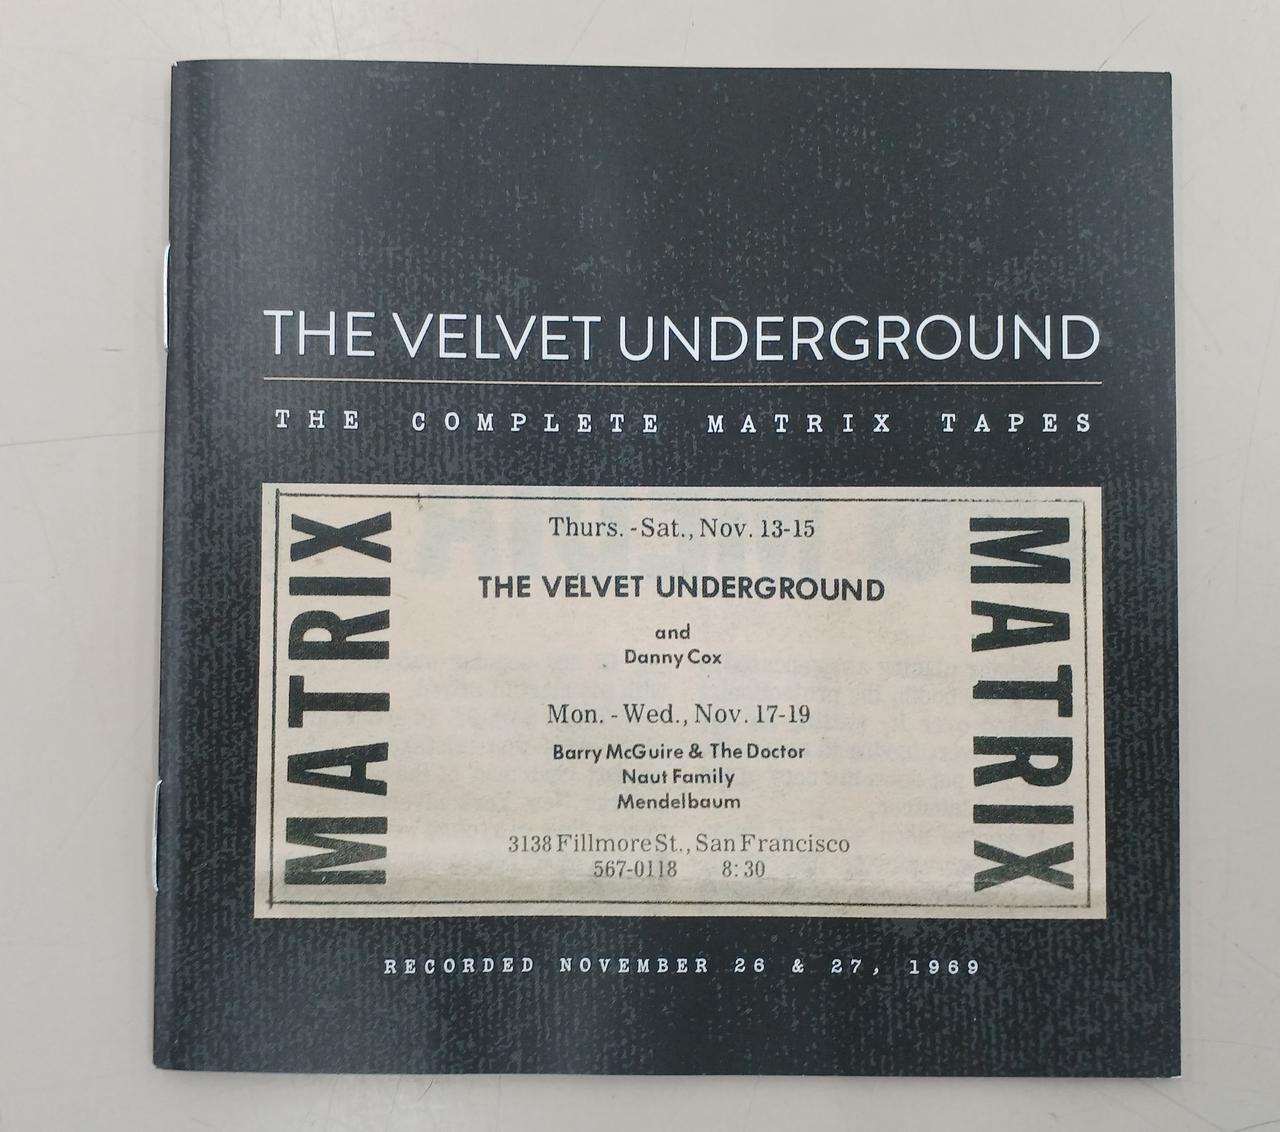 THE VELVET UNDERGROUND
THE COMPLETE MATRIX TAPES
MATRIX
Thurs. - Sat., Nov. 13-15
THE VELVET UNDERGROUND
and
Danny Cox
Mon. - Wed., Nov. 17-19
Barry McGuire & The Doctor
Naut Family
Mendelbaum
3138 Fillmore St., San Francisco
567-0118 8:30
MATRIX
RECORDED NOVEMBER 26 & 27, 1969